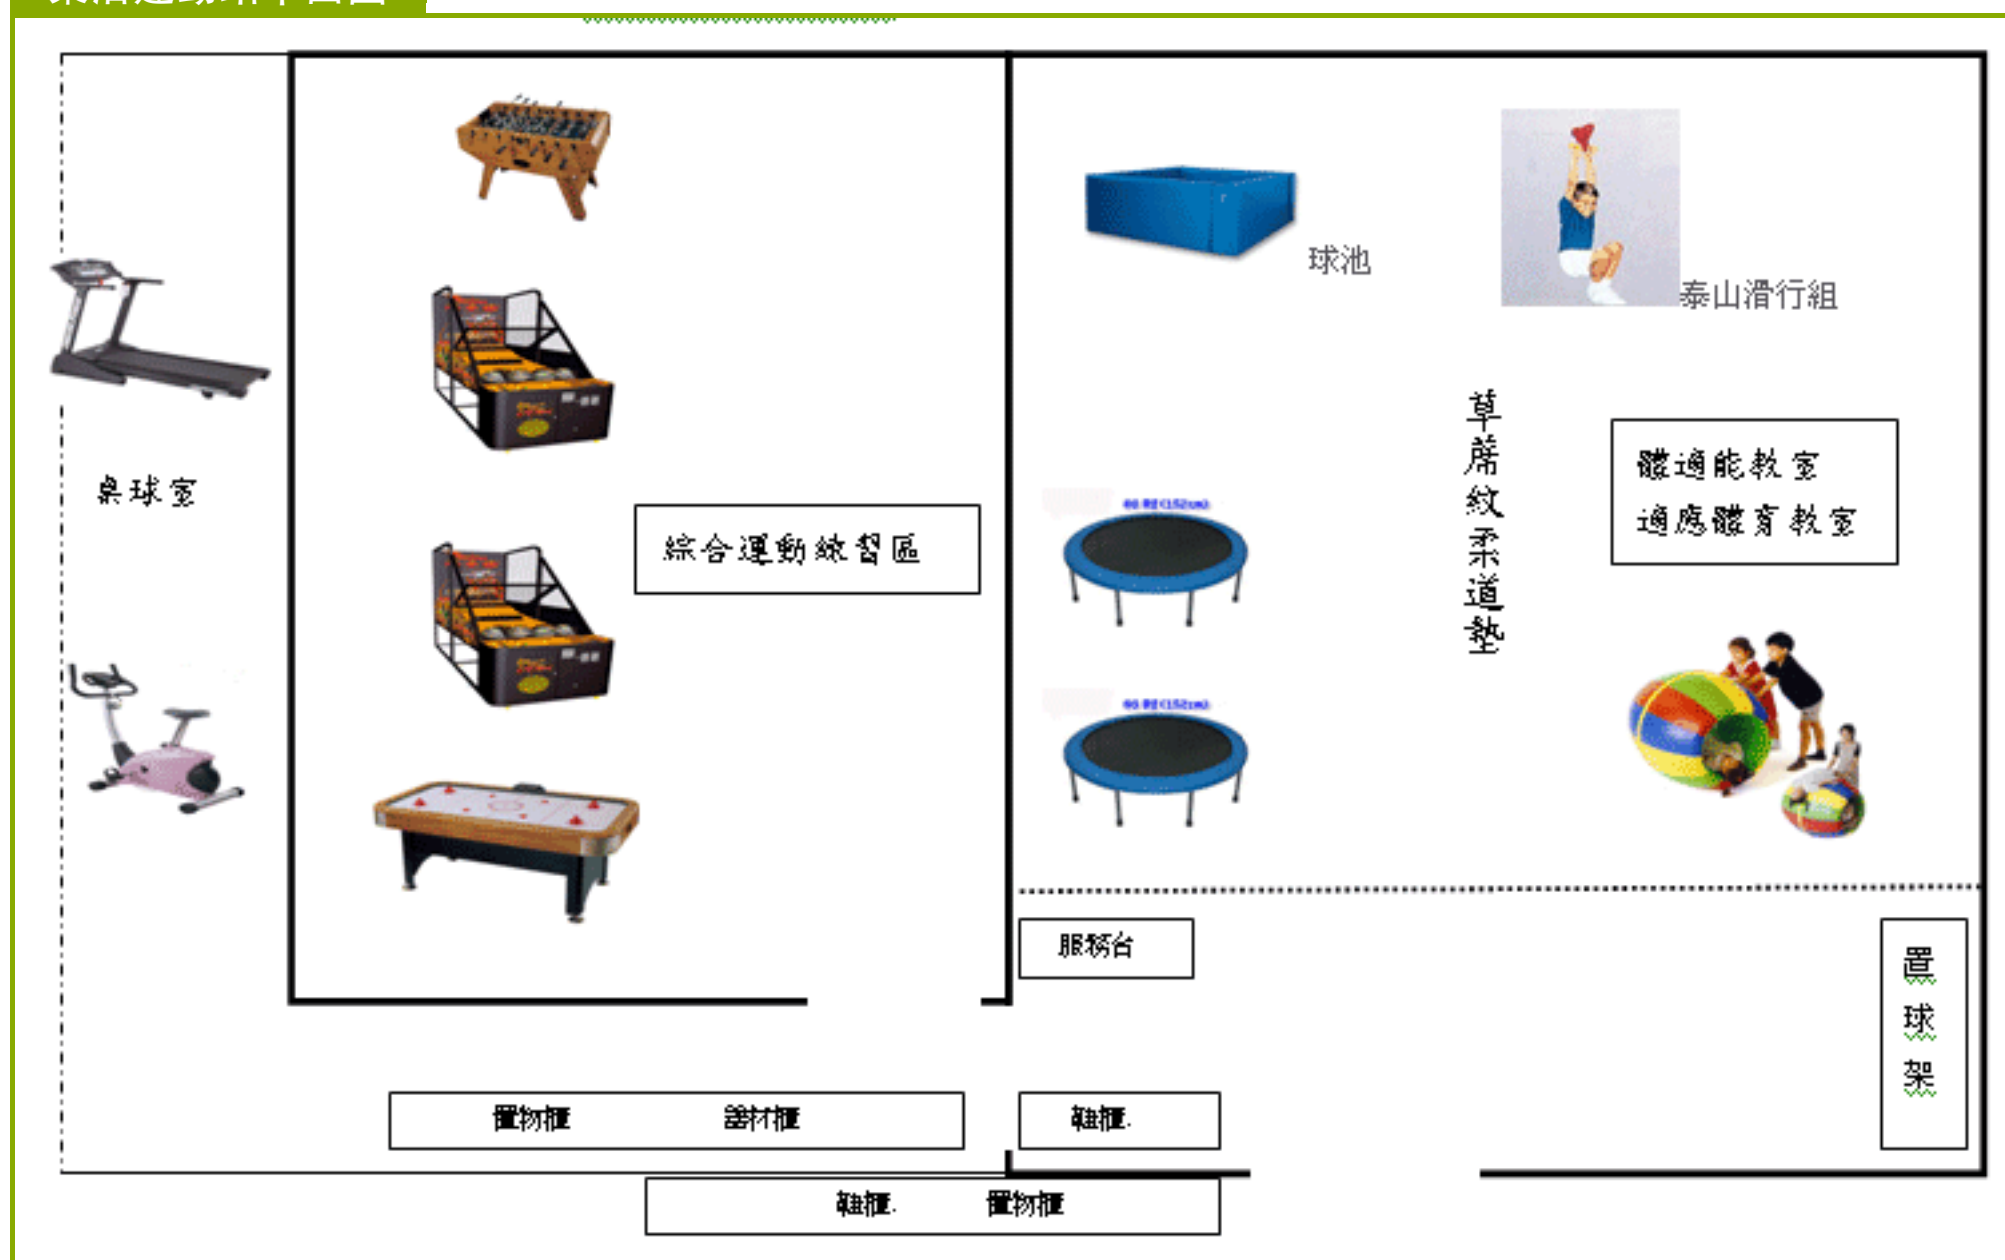 球池
泰山滑行組
草蓆紋柔道墊
體適能教室
適應體育教室
桌球室
綜合運動練習區
服務台
置球架
置物櫃 器材櫃
鞋櫃.
鞋櫃. 置物櫃